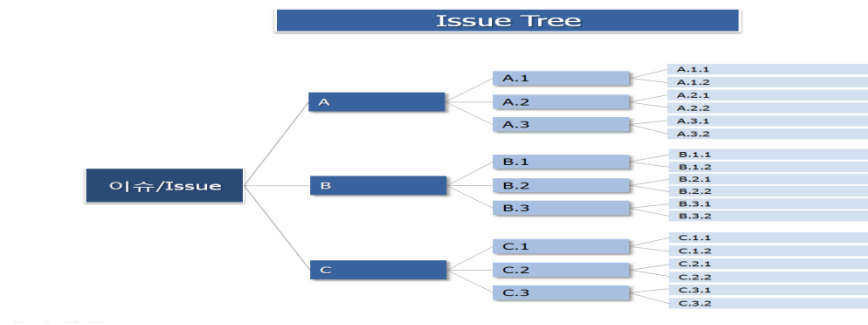 Issue Tree
이슈/Issue
A
A.1
A.1.1
A.1.2
A.2
A.2.1
A.2.2
A.3
A.3.1
A.3.2
B
B.1
B.1.1
B.1.2
B.2
B.2.1
B.2.2
B.3
B.3.1
B.3.2
C
C.1
C.1.1
C.1.2
C.2
C.2.1
C.2.2
C.3
C.3.1
C.3.2